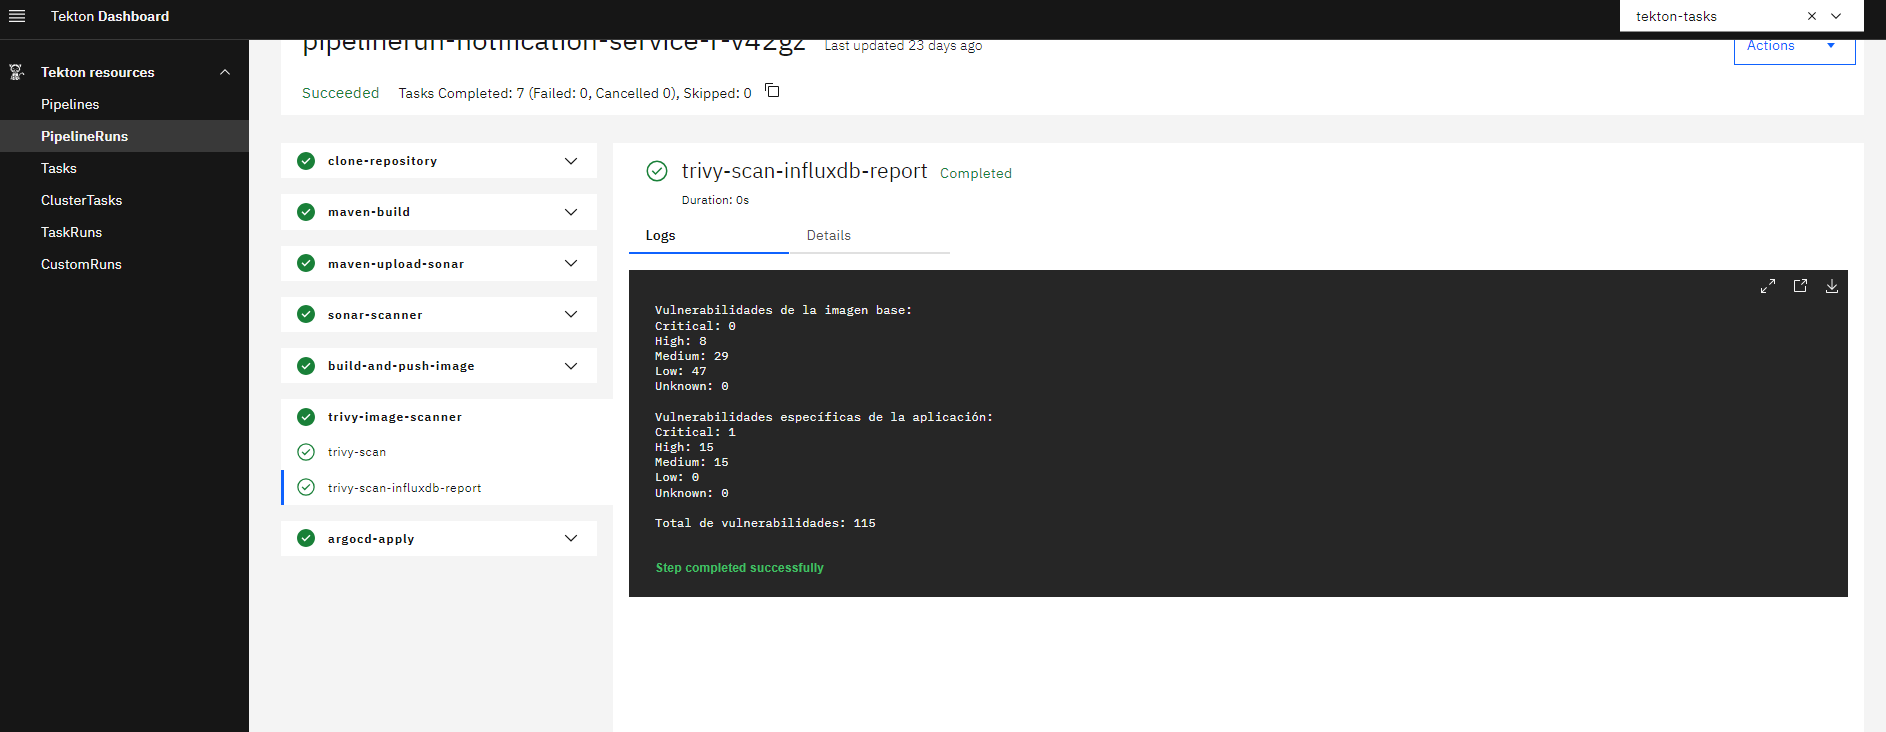 Tekton Dashboard
tekton-tasks
Tekton resources
Pipelines
PipelineRuns
Tasks
ClusterTasks
TaskRuns
CustomRuns
pipelinerun-notification-service-r-v42gz Last updated 23 days ago
Actions
Succeeded Tasks Completed: 7 (Failed: 0, Cancelled 0), Skipped: 0
clone-repository
maven-build
maven-upload-sonar
sonar-scanner
build-and-push-image
trivy-image-scanner
trivy-scan
trivy-scan-influxdb-report
argocd-apply
trivy-scan-influxdb-report Completed
Duration: 0s
Logs Details
Vulnerabilidades de la imagen base:
Critical: 0
High: 8
Medium: 29
Low: 47
Unknown: 0
Vulnerabilidades específicas de la aplicación:
Critical: 1
High: 15
Medium: 15
Low: 0
Unknown: 0
Total de vulnerabilidades: 115
Step completed successfully